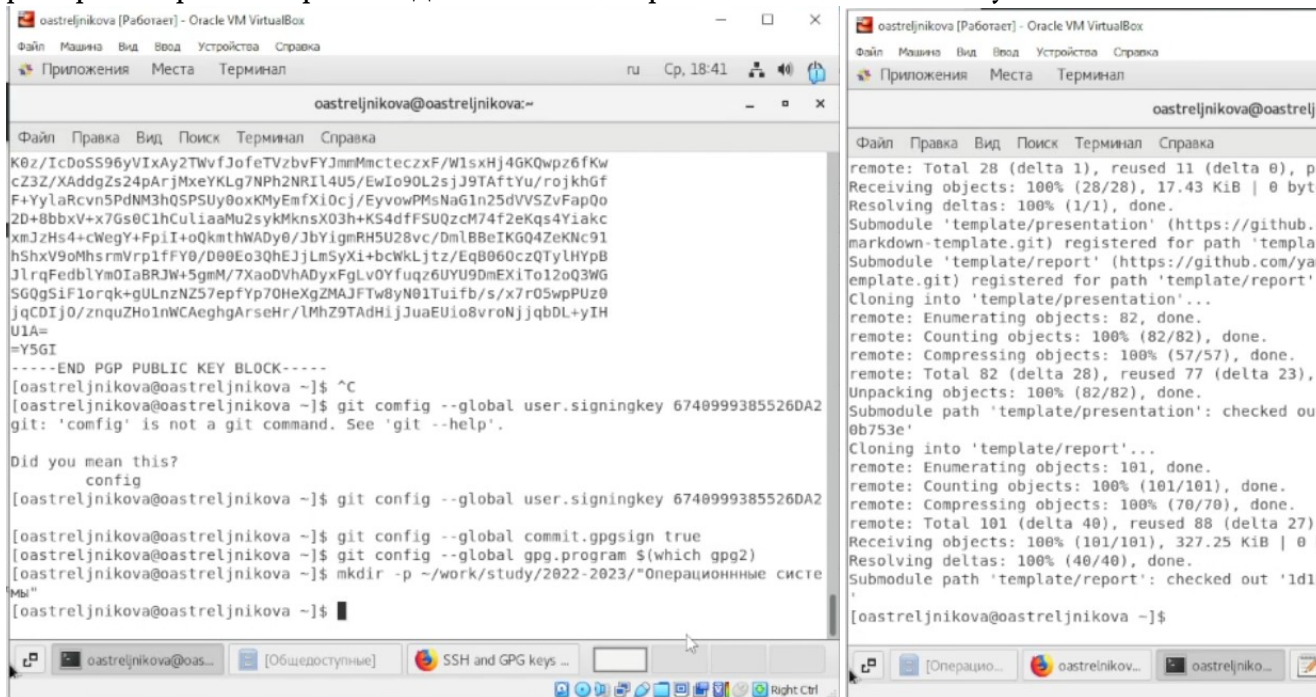 oastreljnikova [Работает] - Oracle VM VirtualBox
Файл Машина Вид Ввод Устройства Справка
Приложения Места Терминал ru Ср, 18:41
oastreljnikova@oastreljnikova:~
Файл Правка Вид Поиск Терминал Справка
K0z/IcDoSS96yVIxAy2TWvfJofeTVzbvFYJmmMmcteczxF/W1sxHj4GKQwpz6fKw
cZ3Z/XAddgZs24pArjMxeYKLg7NPh2NRIl4U5/EwIo9OL2sjJ9TAftYu/rojkhGf
F+YylaRcvn5PdNM3hQSPSUy0oxKMyEmfXiOcj/EyvowPMsNaG1n25dVVSZvFapQo
2D+8bbxV+x7Gs0C1hCuliaaMu2sykMknsXO3h+KS4dfFSUQzcM74f2eKqs4Yiakc
xmJzHs4+cWegY+FpiI+oQkmthWADy0/JbYigmRH5U28vc/DmlBBeIKGQ4ZeKNc91
hShxV9oMhsrmVrp1fFY0/D00Eo3QhEJjLmSyXi+bcWkLjtz/EqB06OczQTylHYpB
JlrqFedblYmOIaBRJW+5gmM/7XaoDVhADyxFgLvOYfuqz6UYU9DmEXiTo12oQ3WG
SGQgSiF1orqk+gULnzNZ57epfYp7OHeXgZMAJFTw8yN01Tuifb/s/x7rO5wpPUz0
jqCDIjO/znquZHo1nWCAeghgArseHr/lMhZ9TAdHijJuaEUio8vroNjjqbDL+yIH
U1A=
=Y5GI
-----END PGP PUBLIC KEY BLOCK-----
[oastreljnikova@oastreljnikova ~]$ ^C
[oastreljnikova@oastreljnikova ~]$ git comfig --global user.signingkey 6740999385526DA2
git: 'comfig' is not a git command. See 'git --help'.
Did you mean this?
config
[oastreljnikova@oastreljnikova ~]$ git config --global user.signingkey 6740999385526DA2
[oastreljnikova@oastreljnikova ~]$ git config --global commit.gpgsign true
[oastreljnikova@oastreljnikova ~]$ git config --global gpg.program $(which gpg2)
[oastreljnikova@oastreljnikova ~]$ mkdir -p ~/work/study/2022-2023/"Операционнные систе
мы"
[oastreljnikova@oastreljnikova ~]$
oastreljnikova@oas... [Общедоступные] SSH and GPG keys ...
Right Ctrl
oastreljnikova [Работает] - Oracle VM VirtualBox
Файл Машина Вид Ввод Устройства Справка
Приложения Места Терминал
oastreljnikova@oastrelj
Файл Правка Вид Поиск Терминал Справка
remote: Total 28 (delta 1), reused 11 (delta 0), p
Receiving objects: 100% (28/28), 17.43 KiB | 0 byt
Resolving deltas: 100% (1/1), done.
Submodule 'template/presentation' (https://github.
markdown-template.git) registered for path 'templa
Submodule 'template/report' (https://github.com/ya
emplate.git) registered for path 'template/report'
Cloning into 'template/presentation'...
remote: Enumerating objects: 82, done.
remote: Counting objects: 100% (82/82), done.
remote: Compressing objects: 100% (57/57), done.
remote: Total 82 (delta 28), reused 77 (delta 23),
Unpacking objects: 100% (82/82), done.
Submodule path 'template/presentation': checked ou
0b753e'
Cloning into 'template/report'...
remote: Enumerating objects: 101, done.
remote: Counting objects: 100% (101/101), done.
remote: Compressing objects: 100% (70/70), done.
remote: Total 101 (delta 40), reused 88 (delta 27)
Receiving objects: 100% (101/101), 327.25 KiB | 0
Resolving deltas: 100% (40/40), done.
Submodule path 'template/report': checked out '1d1
'
[oastreljnikova@oastreljnikova ~]$
[Операцио... oastrelnikov... oastreljniko...